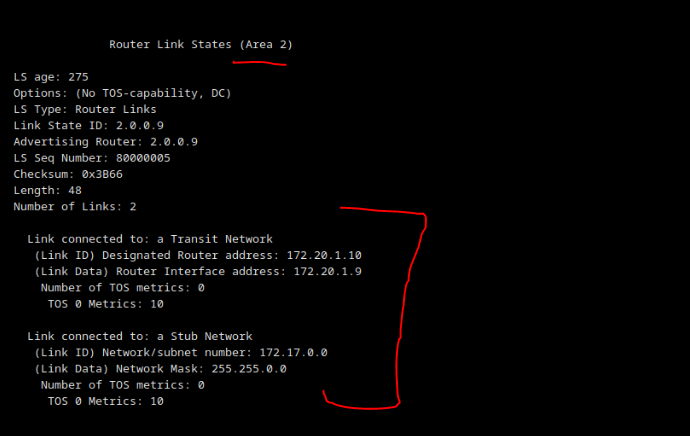 Router Link States (Area 2)
LS age: 275
Options: (No TOS-capability, DC)
LS Type: Router Links
Link State ID: 2.0.0.9
Advertising Router: 2.0.0.9
LS Seq Number: 80000005
Checksum: 0x3B66
Length: 48
Number of Links: 2
Link connected to: a Transit Network
(Link ID) Designated Router address: 172.20.1.10
(Link Data) Router Interface address: 172.20.1.9
Number of TOS metrics: 0
TOS 0 Metrics: 10
Link connected to: a Stub Network
(Link ID) Network/subnet number: 172.17.0.0
(Link Data) Network Mask: 255.255.0.0
Number of TOS metrics: 0
TOS 0 Metrics: 10